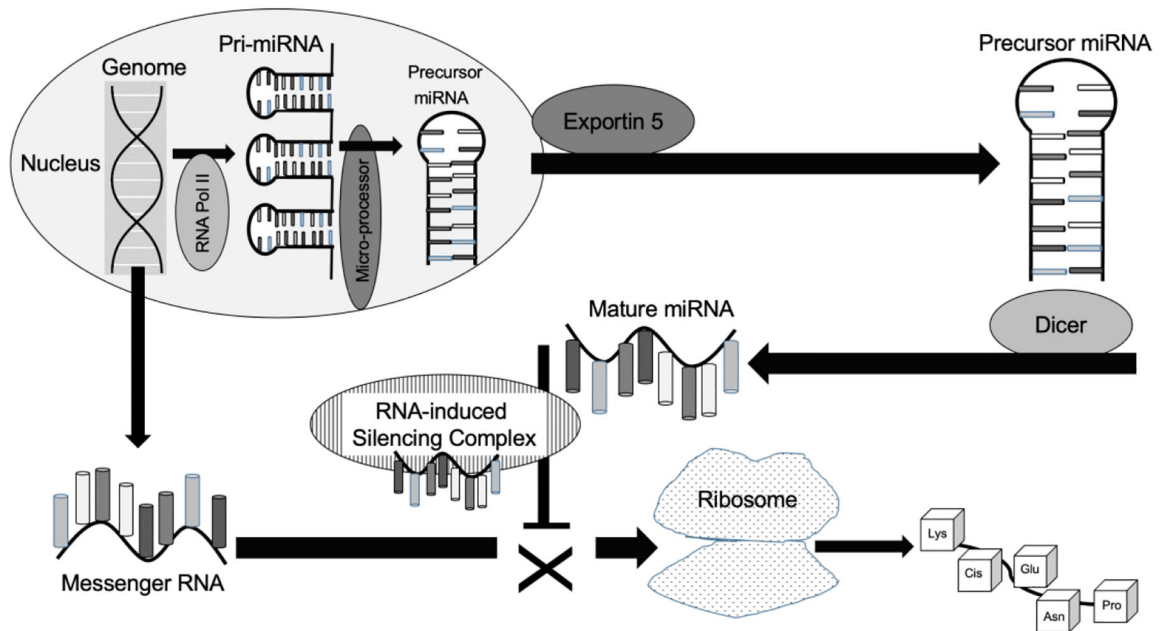 Pri-miRNA
Genome
Precursor
miRNA
Nucleus
RNA Pol II
Micro-processor
Exportin 5
Precursor miRNA
Dicer
Mature miRNA
RNA-induced
Silencing Complex
Messenger RNA
Ribosome
Lys
Cis
Glu
Asn
Pro